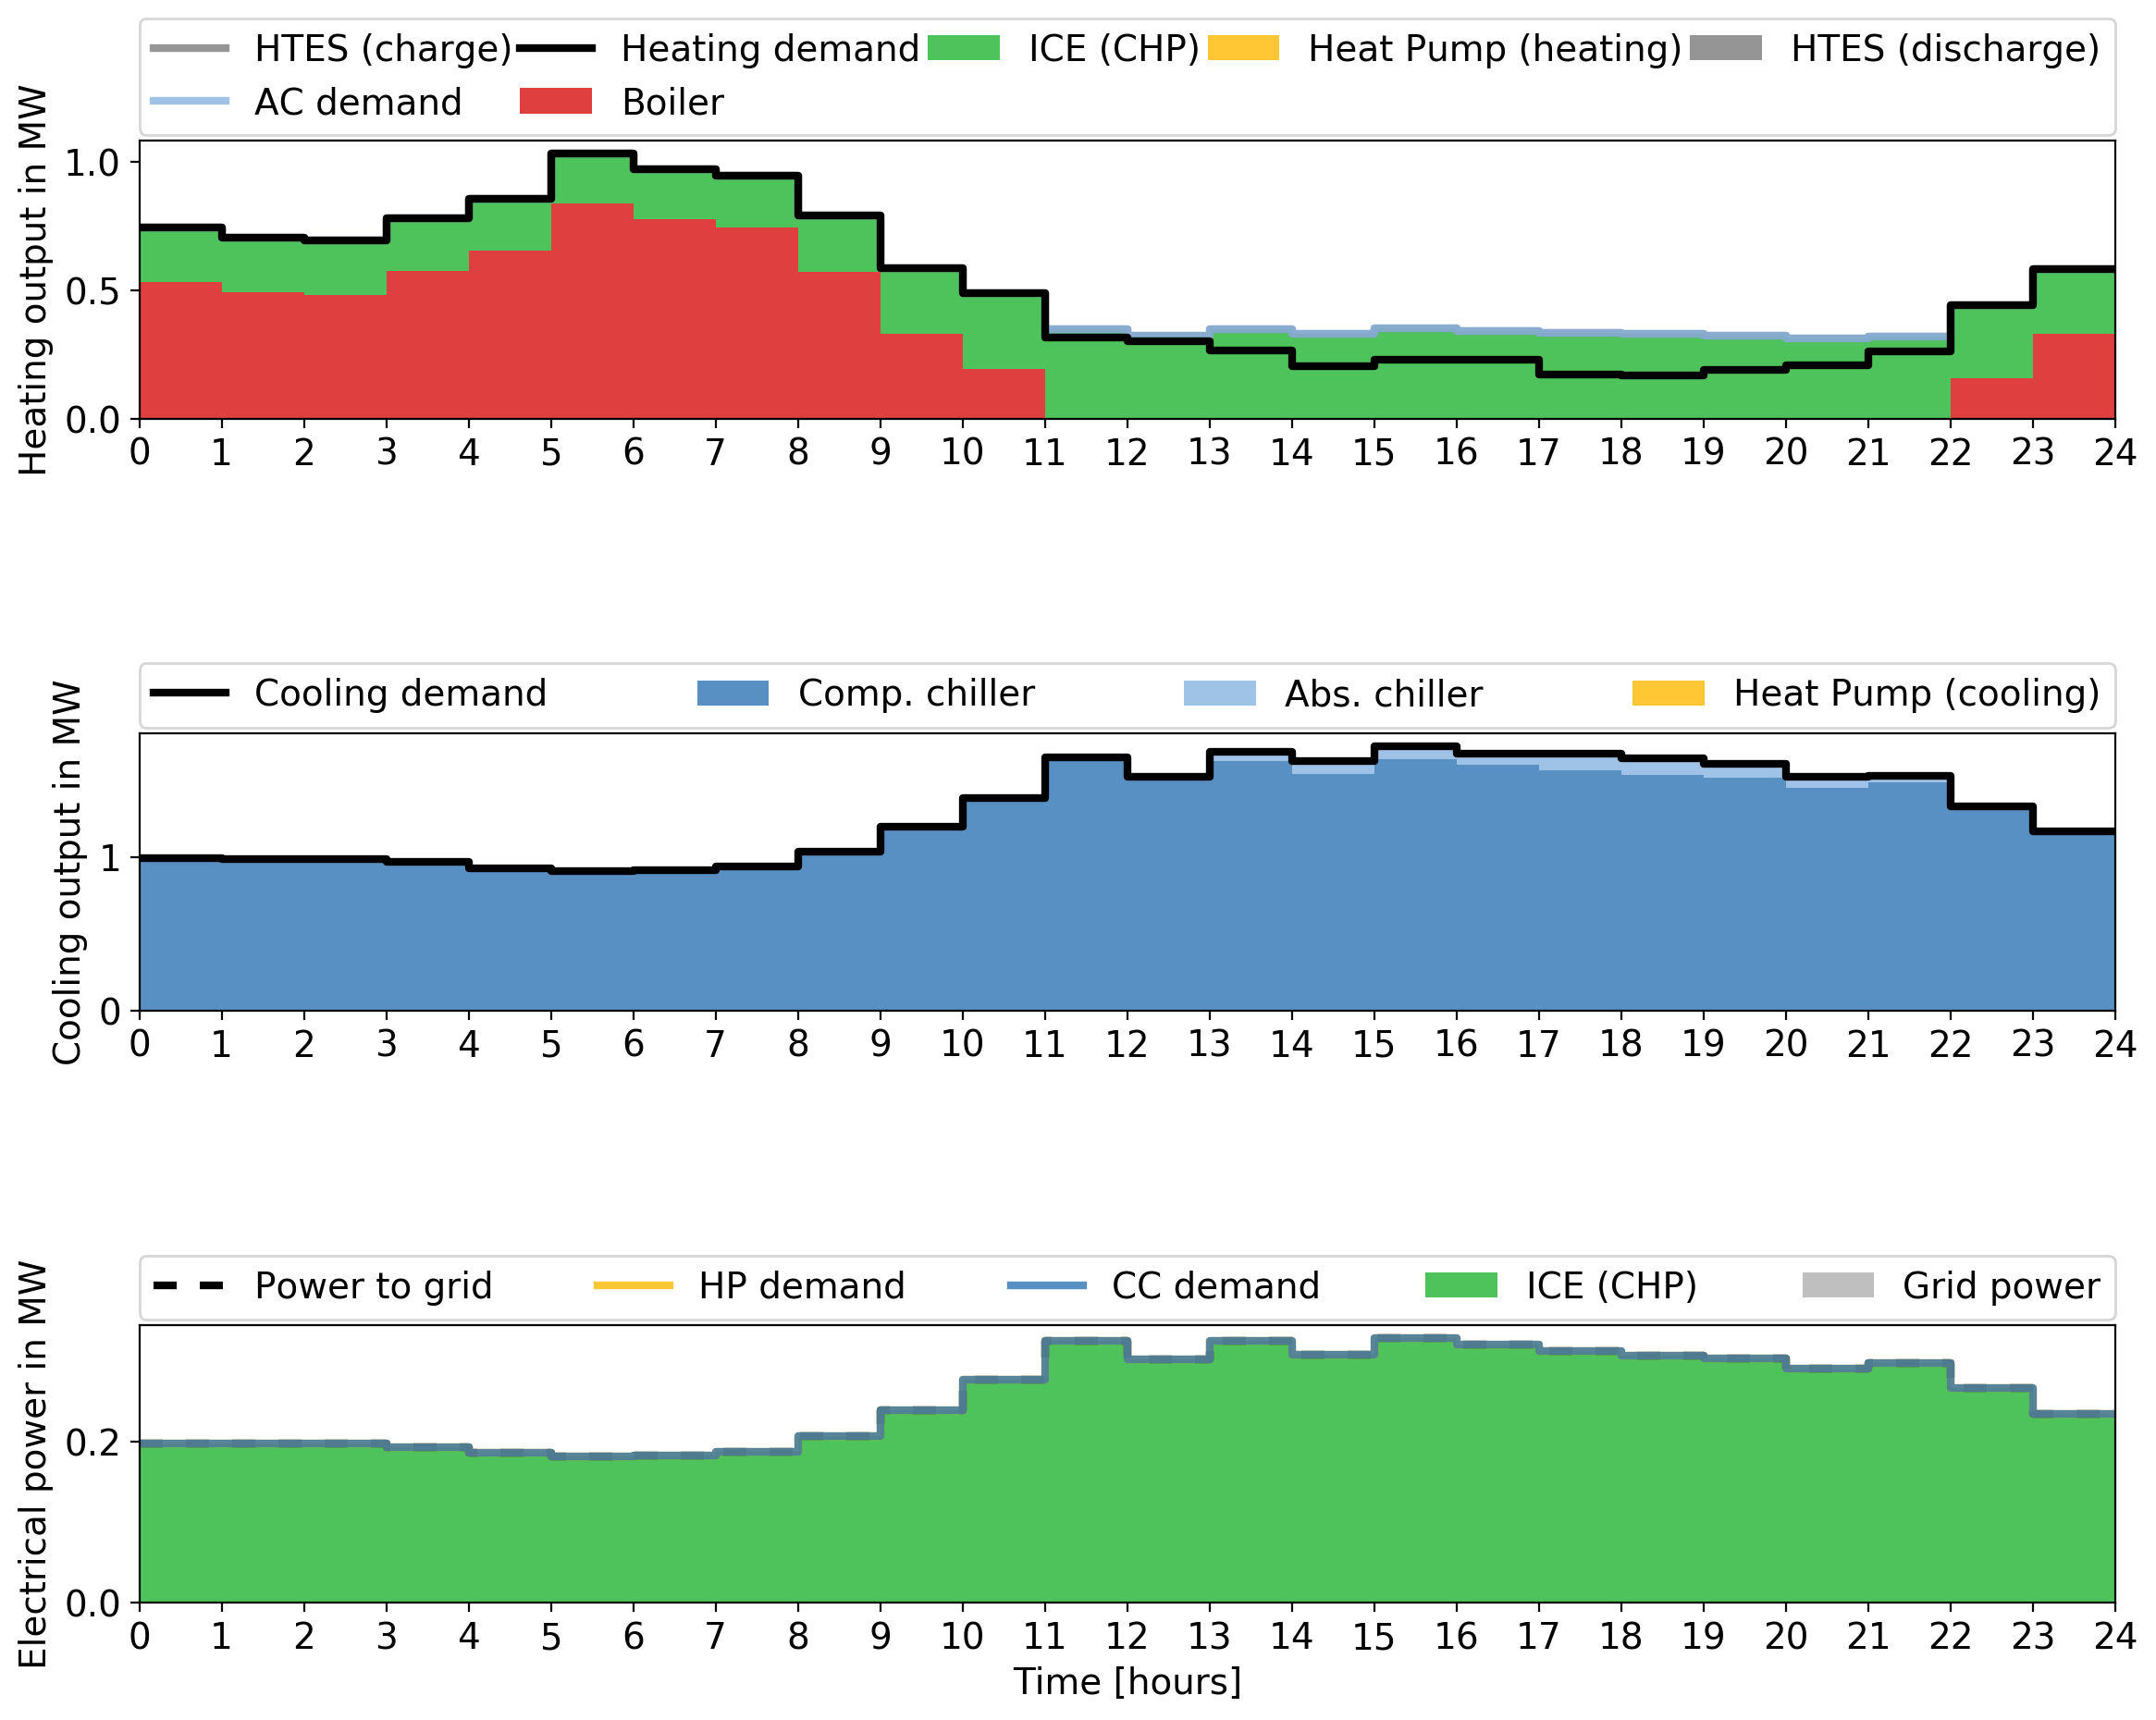 HTES (charge) Heating demand ICE (CHP) Heat Pump (heating) HTES (discharge)
AC demand Boiler
Heating output in MW
1.0
0.5
0.0
0 1 2 3 4 5 6 7 8 9 10 11 12 13 14 15 16 17 18 19 20 21 22 23 24
Cooling demand Comp. chiller Abs. chiller Heat Pump (cooling)
Cooling output in MW
1
0
0 1 2 3 4 5 6 7 8 9 10 11 12 13 14 15 16 17 18 19 20 21 22 23 24
Power to grid HP demand CC demand ICE (CHP) Grid power
Electrical power in MW
0.2
0.0
0 1 2 3 4 5 6 7 8 9 10 11 12 13 14 15 16 17 18 19 20 21 22 23 24
Time [hours]